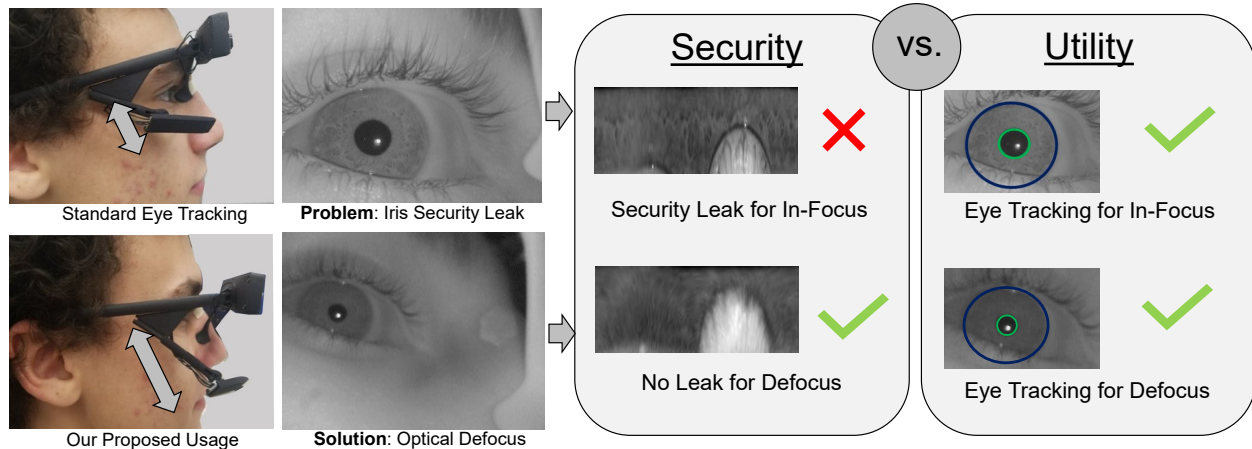 Standard Eye Tracking
Problem: Iris Security Leak
Our Proposed Usage
Solution: Optical Defocus
Security
vs.
Utility
Security Leak for In-Focus
Eye Tracking for In-Focus
No Leak for Defocus
Eye Tracking for Defocus